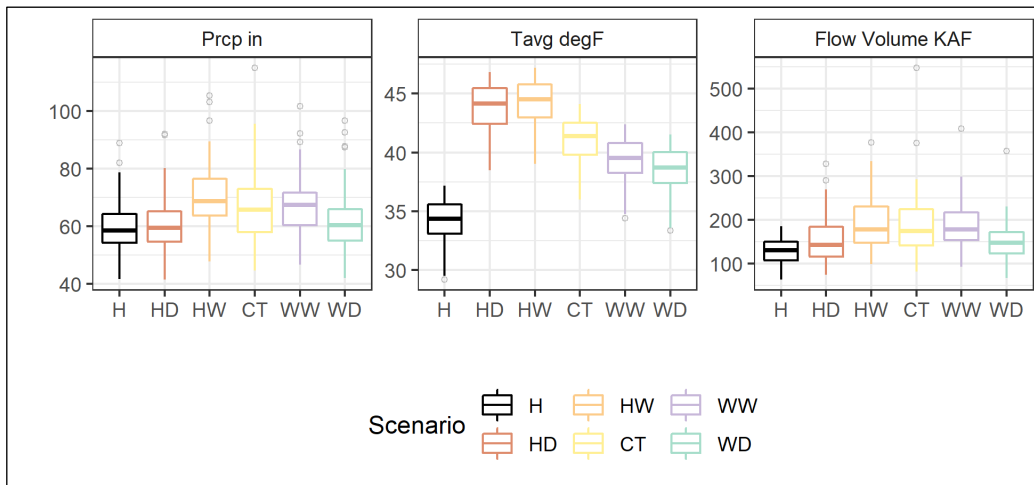 Prcp in Tavg degF Flow Volume KAF
100
80
60
40
45
40
35
30
500
400
300
200
100
H HD HW CT WW WD H HD HW CT WW WD H HD HW CT WW WD
Scenario
H HW WW
HD CT WD